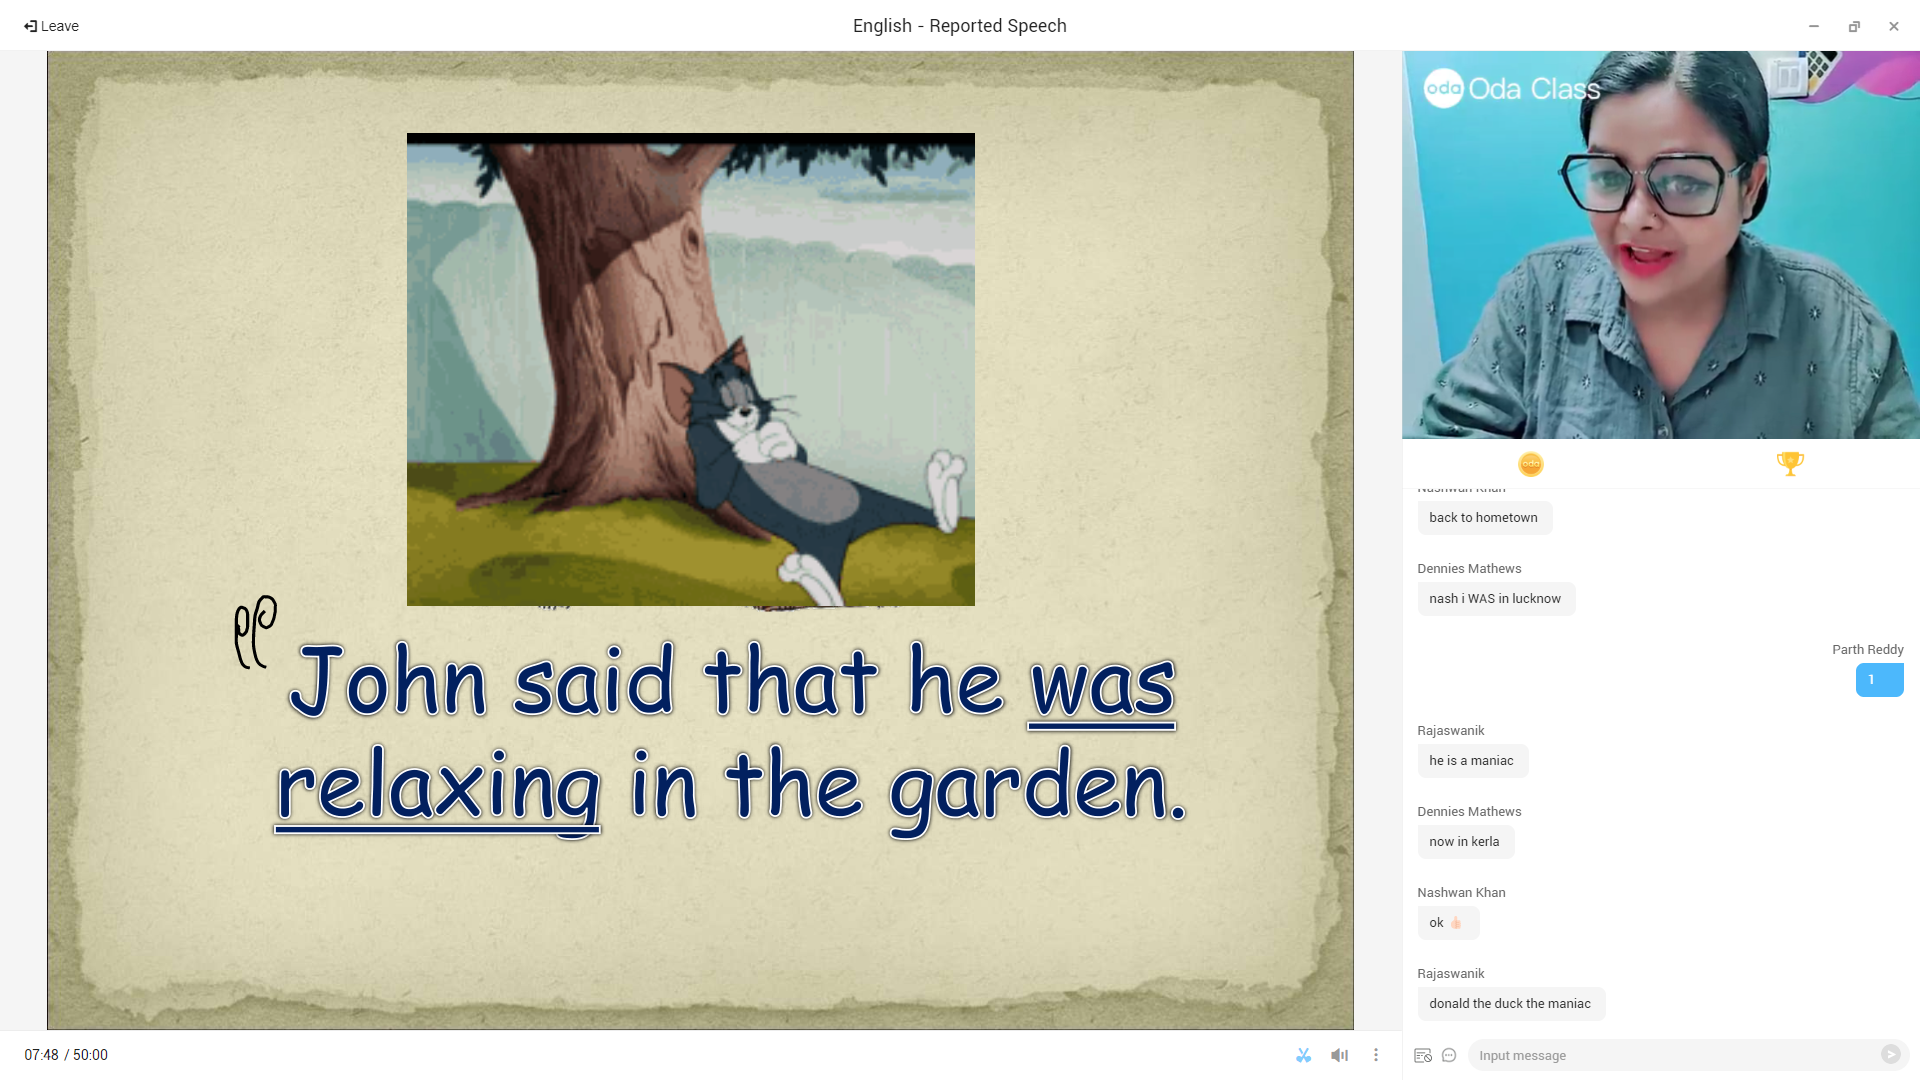 Leave
English - Reported Speech
oda Oda Class
John said that he was
relaxing in the garden.
oda
Nashwan Khan
back to hometown
Dennies Mathews
nash i WAS in lucknow
Parth Reddy
1
Rajaswanik
he is a maniac
Dennies Mathews
now in kerla
Nashwan Khan
ok 👍🏻
Rajaswanik
donald the duck the maniac
07:48 / 50:00
Input message